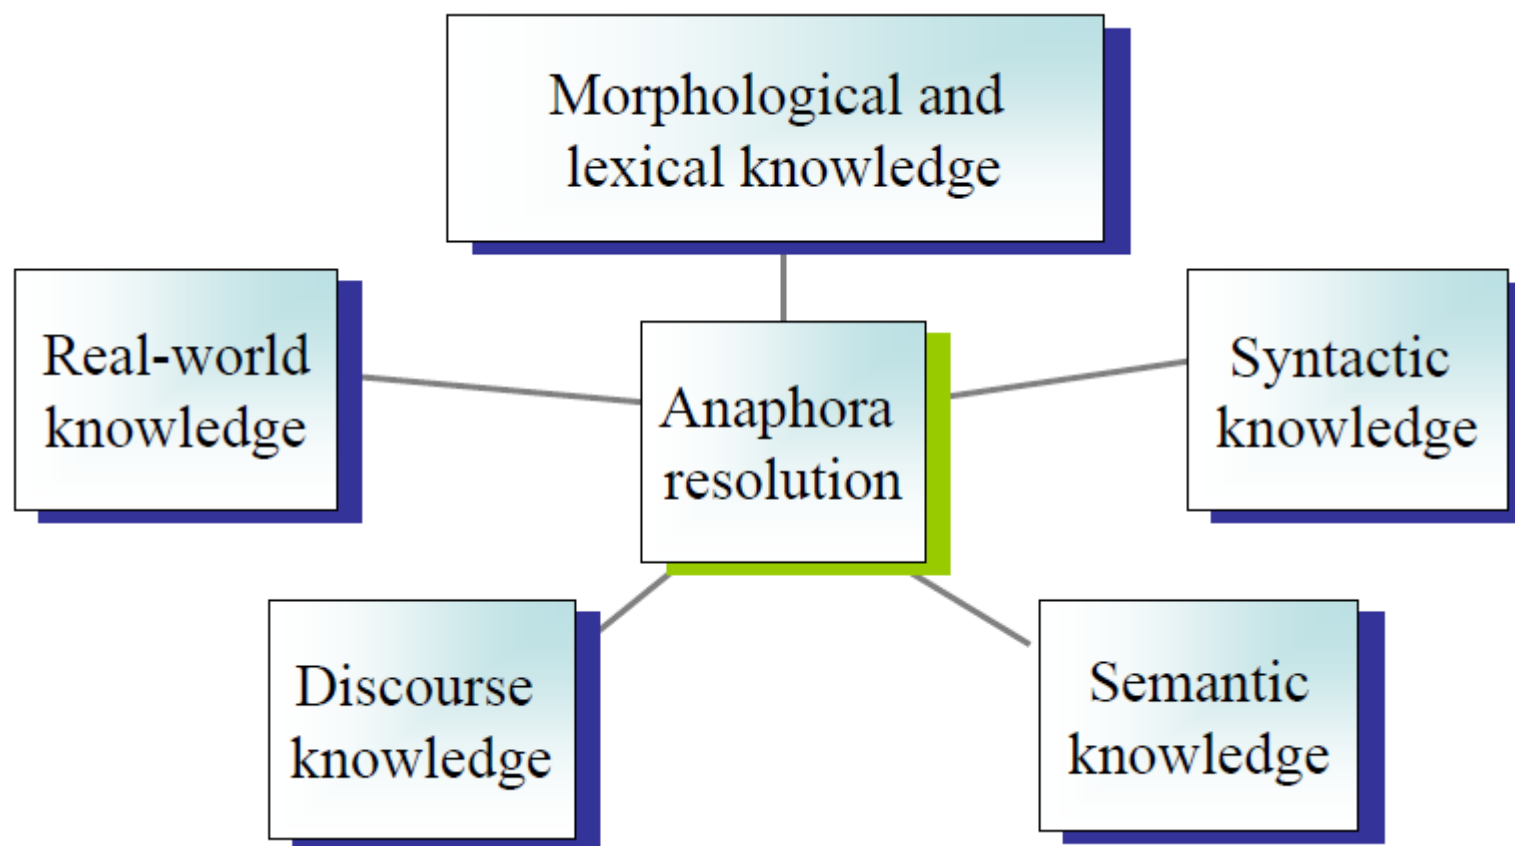 Morphological and
lexical knowledge
Real-world
knowledge
Anaphora
resolution
Syntactic
knowledge
Discourse
knowledge
Semantic
knowledge